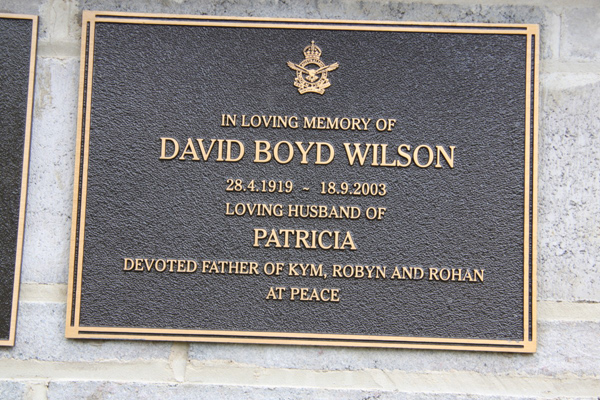 IN LOVING MEMORY OF
DAVID BOYD WILSON
28.4.1919 ~ 18.9.2003
LOVING HUSBAND OF
PATRICIA
DEVOTED FATHER OF KYM, ROBYN AND ROHAN
AT PEACE